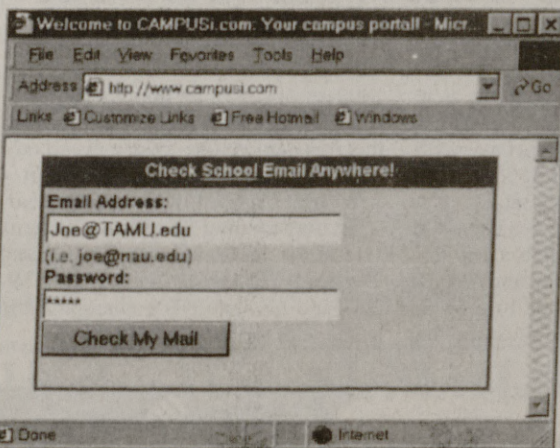 Welcome to CAMPUSi.com: Your campus portal! - Micr...
File Edit View Favorites Tools Help
Address http://www.campusi.com Go
Links Customize Links Free Hotmail Windows
Check School Email Anywhere!
Email Address:
Joe@TAMU.edu
(i.e. joe@nau.edu)
Password:
*****
Check My Mail
Done Internet